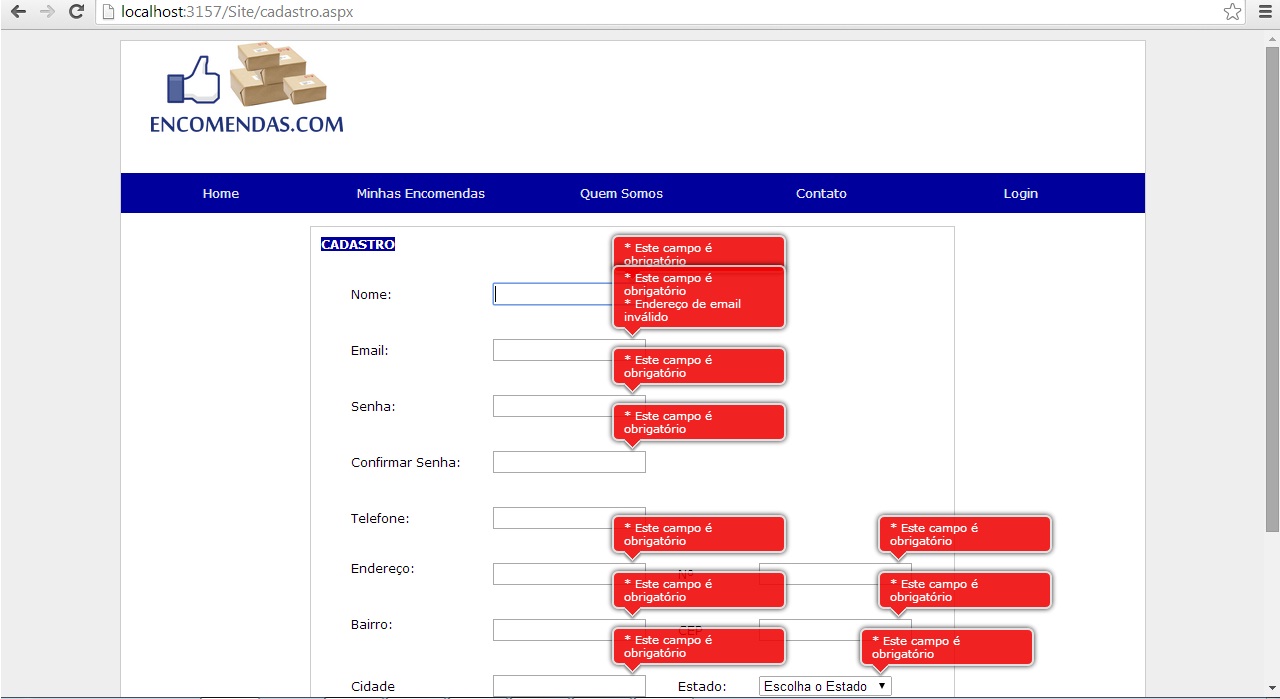 localhost:3157/Site/cadastro.aspx
ENCOMENDAS.COM
Home Minhas Encomendas Quem Somos Contato Login
CADASTRO
* Este campo é
obrigatório
* Este campo é
obrigatório
* Endereço de email
inválido
Nome:
Email:
* Este campo é
obrigatório
Senha:
* Este campo é
obrigatório
Confirmar Senha:
Telefone:
* Este campo é
obrigatório
* Este campo é
obrigatório
Endereço:
Nº
* Este campo é
obrigatório
* Este campo é
obrigatório
Bairro:
CEP
* Este campo é
obrigatório
* Este campo é
obrigatório
Cidade
Estado:
Escolha o Estado